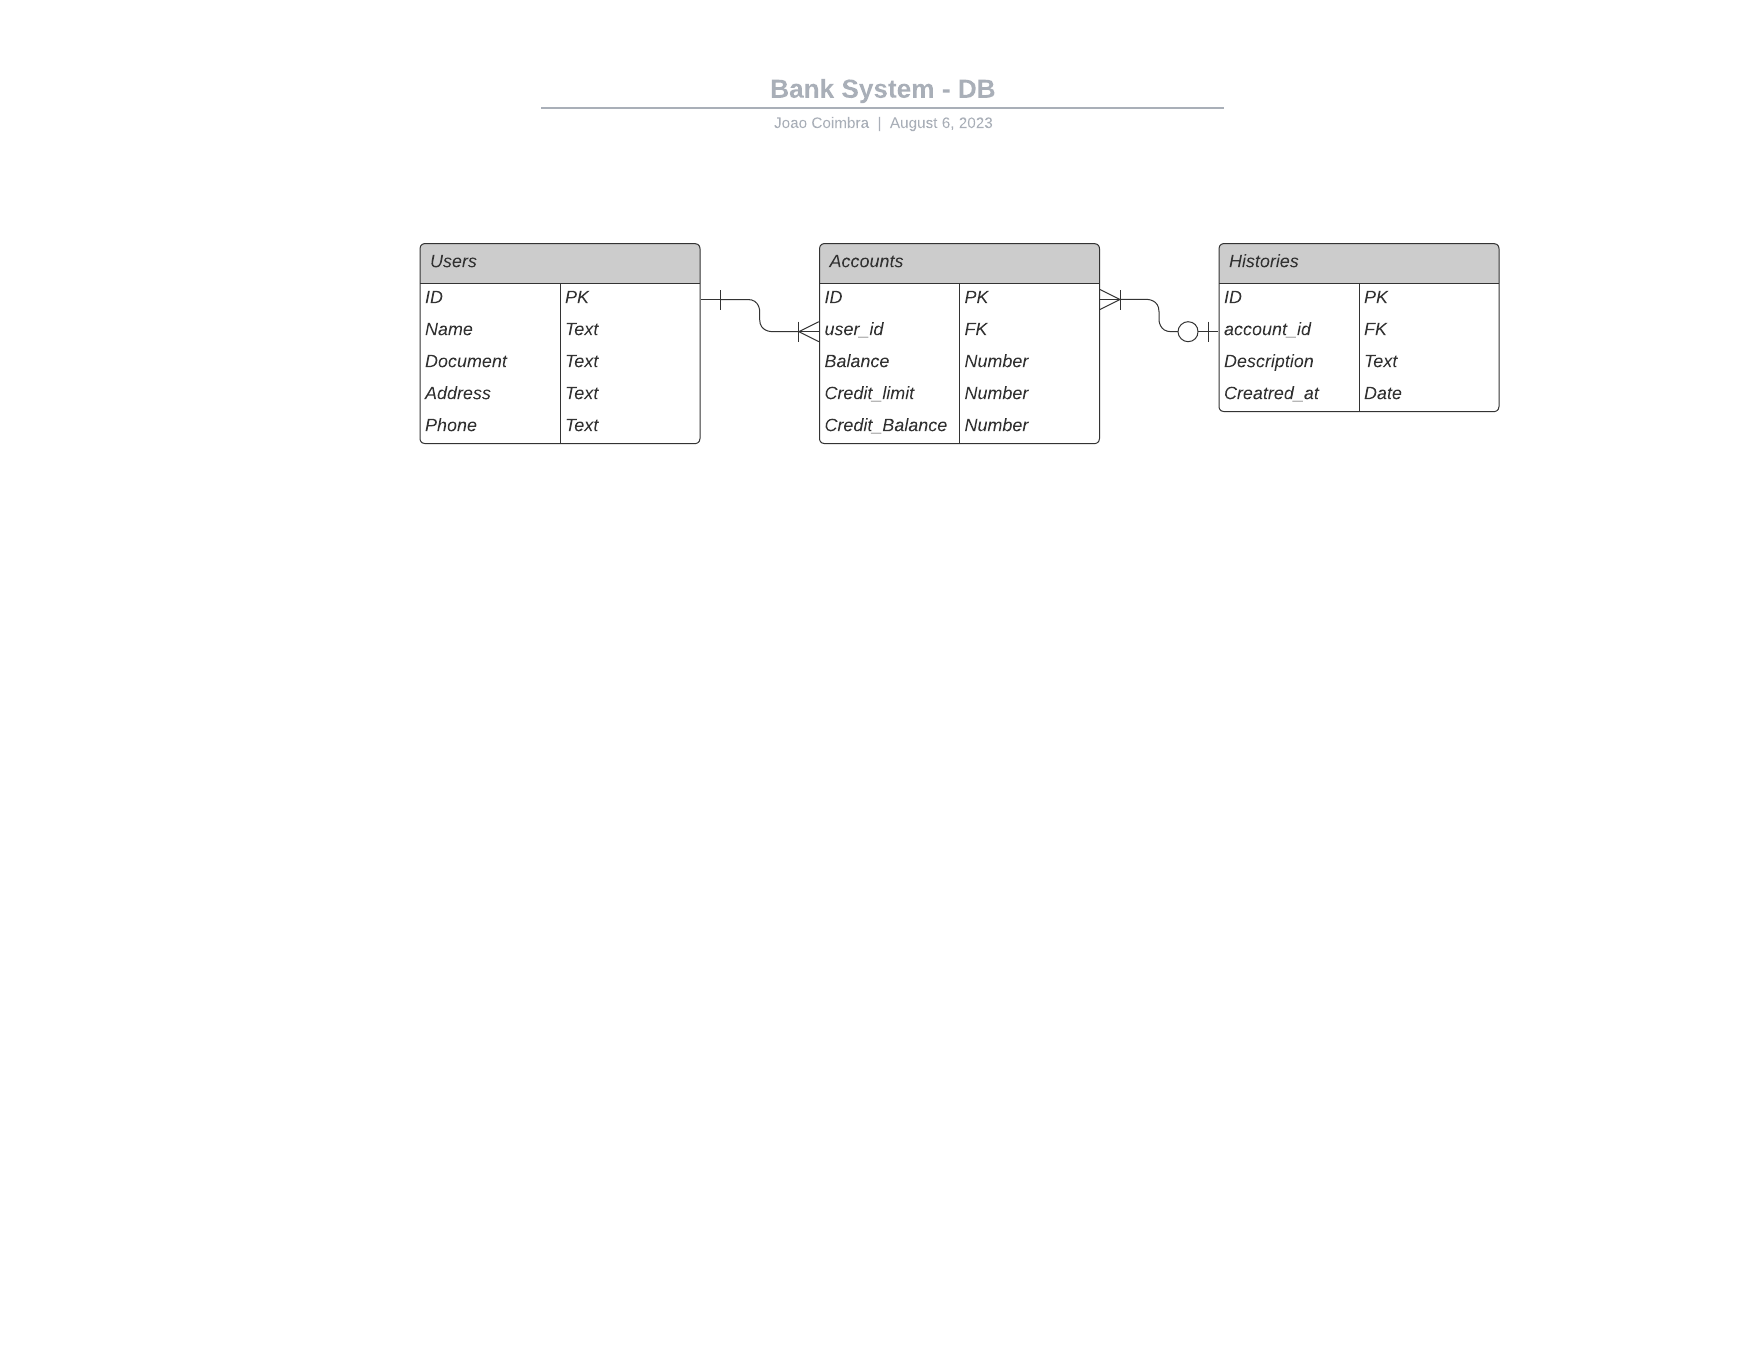 Bank System - DB
Joao Coimbra | August 6, 2023
Users
ID PK
Name Text
Document Text
Address Text
Phone Text
Accounts
ID PK
user_id FK
Balance Number
Credit_limit Number
Credit_Balance Number
Histories
ID PK
account_id FK
Description Text
Creatred_at Date